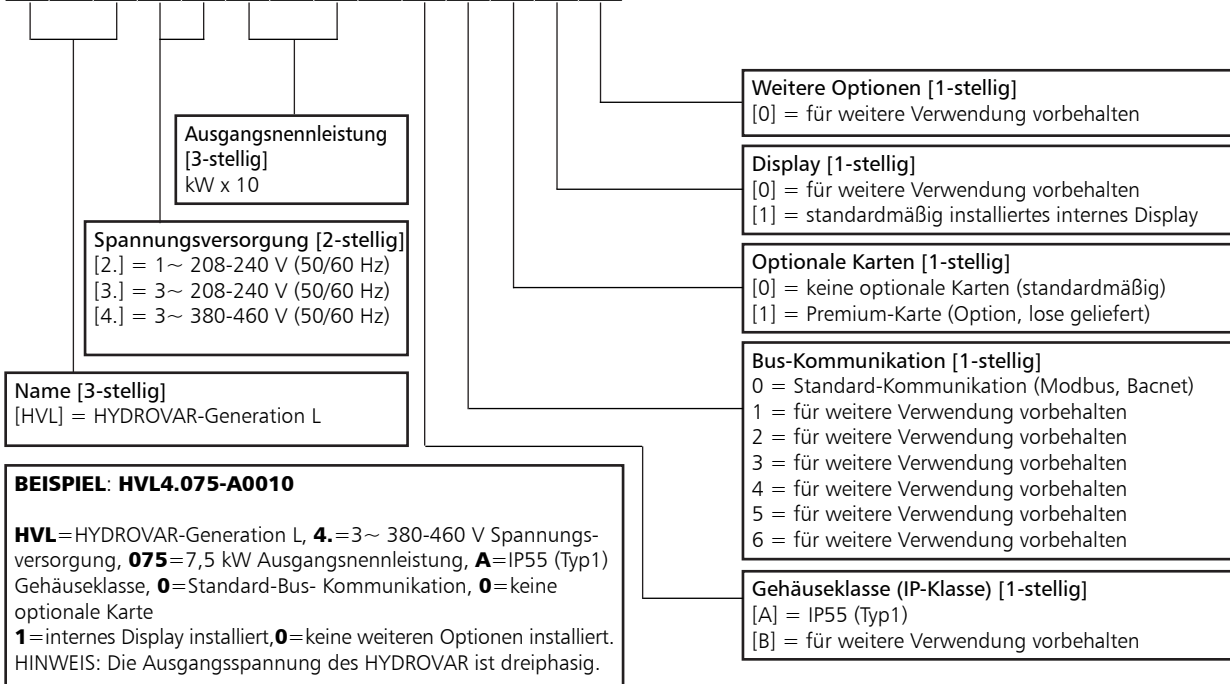 Ausgangsnennleistung
[3-stellig]
kW x 10
Spannungsversorgung [2-stellig]
[2.] = 1~ 208-240 V (50/60 Hz)
[3.] = 3~ 208-240 V (50/60 Hz)
[4.] = 3~ 380-460 V (50/60 Hz)
Name [3-stellig]
[HVL] = HYDROVAR-Generation L
BEISPIEL: HVL4.075-A0010
HVL=HYDROVAR-Generation L, 4.=3~ 380-460 V Spannungs-
versorgung, 075=7,5 kW Ausgangsnennleistung, A=IP55 (Typ1)
Gehäuseklasse, 0=Standard-Bus- Kommunikation, 0=keine
optionale Karte
1=internes Display installiert,0=keine weiteren Optionen installiert.
HINWEIS: Die Ausgangsspannung des HYDROVAR ist dreiphasig.
Weitere Optionen [1-stellig]
[0] = für weitere Verwendung vorbehalten
Display [1-stellig]
[0] = für weitere Verwendung vorbehalten
[1] = standardmäßig installiertes internes Display
Optionale Karten [1-stellig]
[0] = keine optionale Karten (standardmäßig)
[1] = Premium-Karte (Option, lose geliefert)
Bus-Kommunikation [1-stellig]
0 = Standard-Kommunikation (Modbus, Bacnet)
1 = für weitere Verwendung vorbehalten
2 = für weitere Verwendung vorbehalten
3 = für weitere Verwendung vorbehalten
4 = für weitere Verwendung vorbehalten
5 = für weitere Verwendung vorbehalten
6 = für weitere Verwendung vorbehalten
Gehäuseklasse (IP-Klasse) [1-stellig]
[A] = IP55 (Typ1)
[B] = für weitere Verwendung vorbehalten